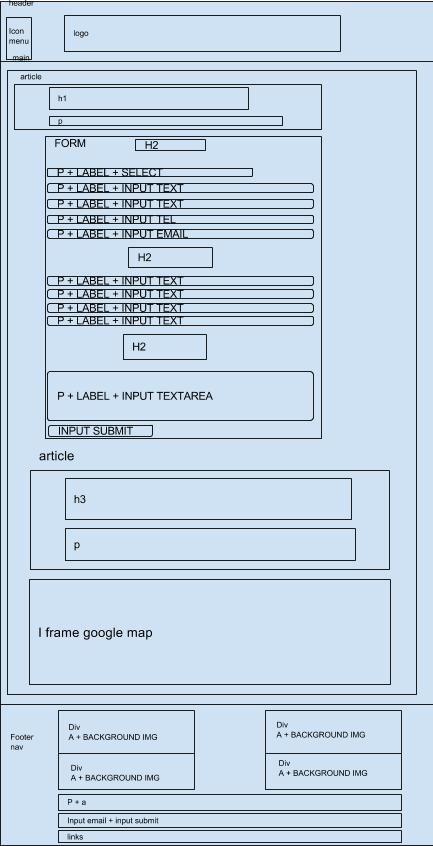 header
Icon
menu
logo
main
article
h1
p
FORM
H2
P + LABEL + SELECT
P + LABEL + INPUT TEXT
P + LABEL + INPUT TEXT
P + LABEL + INPUT TEL
P + LABEL + INPUT EMAIL
H2
P + LABEL + INPUT TEXT
P + LABEL + INPUT TEXT
P + LABEL + INPUT TEXT
P + LABEL + INPUT TEXT
H2
P + LABEL + INPUT TEXTAREA
INPUT SUBMIT
article
h3
p
I frame google map
Footer
nav
Div
A + BACKGROUND IMG
Div
A + BACKGROUND IMG
Div
A + BACKGROUND IMG
Div
A + BACKGROUND IMG
P + a
Input email + input submit
links